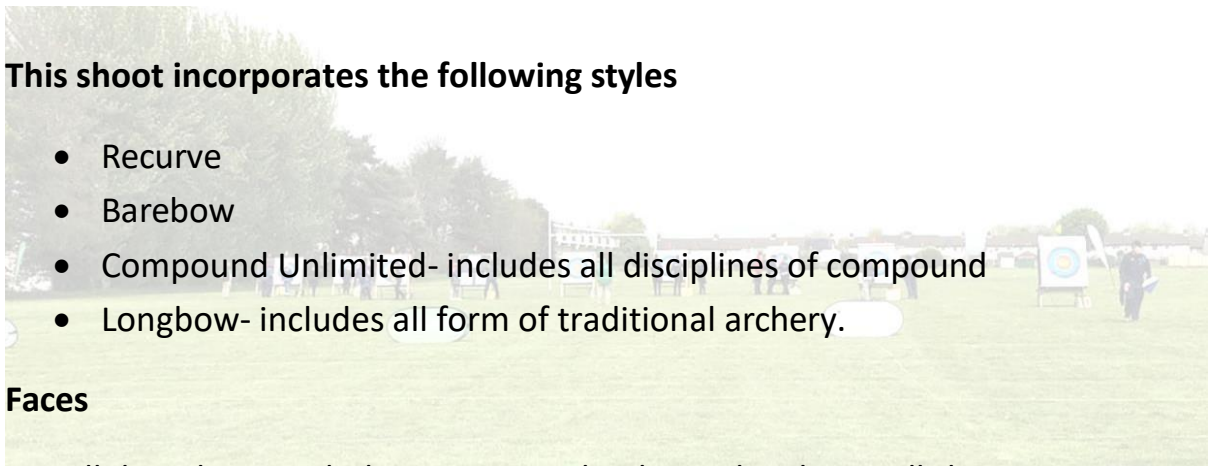 This shoot incorporates the following styles
• Recurve
• Barebow
• Compound Unlimited- includes all disciplines of compound
• Longbow- includes all form of traditional archery.
Faces